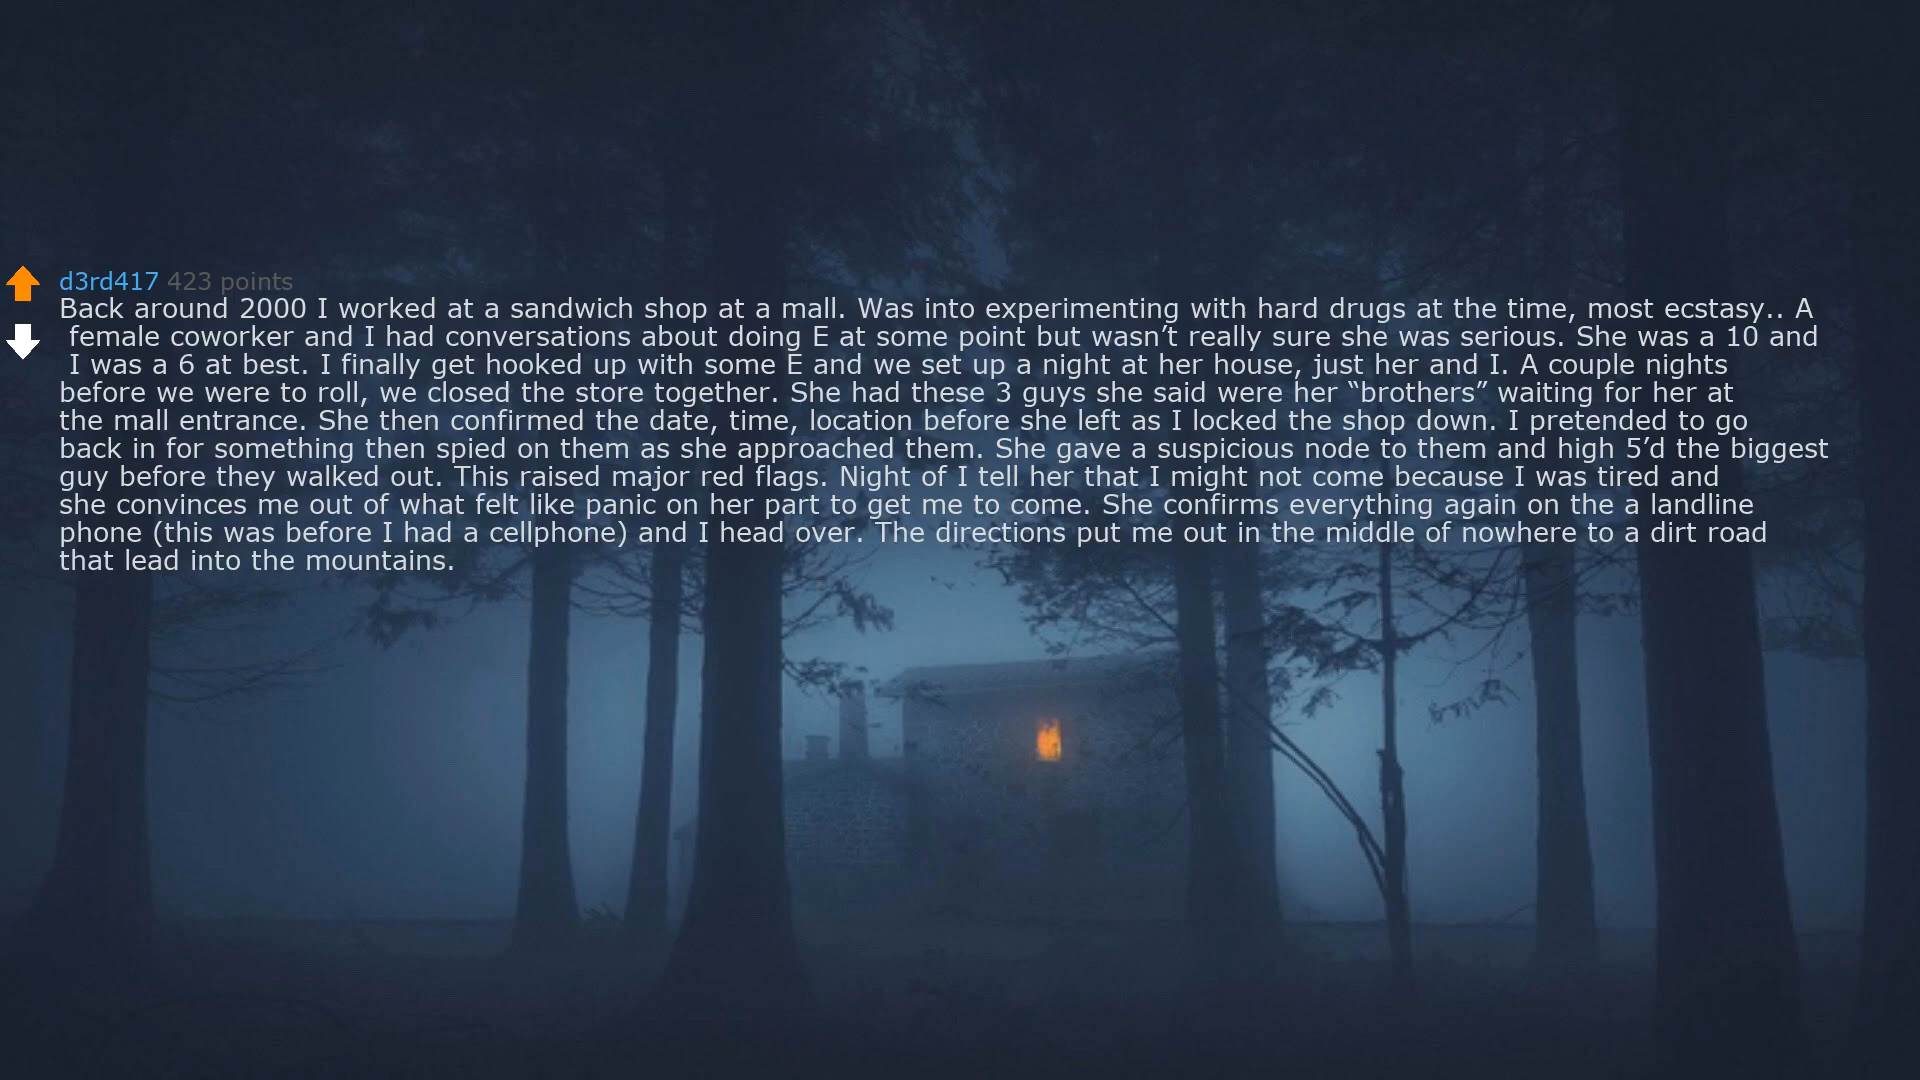 d3rd417 423 points
Back around 2000 I worked at a sandwich shop at a mall. Was into experimenting with hard drugs at the time, most ecstasy.. A
female coworker and I had conversations about doing E at some point but wasn’t really sure she was serious. She was a 10 and
I was a 6 at best. I finally get hooked up with some E and we set up a night at her house, just her and I. A couple nights
before we were to roll, we closed the store together. She had these 3 guys she said were her “brothers” waiting for her at
the mall entrance. She then confirmed the date, time, location before she left as I locked the shop down. I pretended to go
back in for something then spied on them as she approached them. She gave a suspicious node to them and high 5’d the biggest
guy before they walked out. This raised major red flags. Night of I tell her that I might not come because I was tired and
she convinces me out of what felt like panic on her part to get me to come. She confirms everything again on the a landline
phone (this was before I had a cellphone) and I head over. The directions put me out in the middle of nowhere to a dirt road
that lead into the mountains.